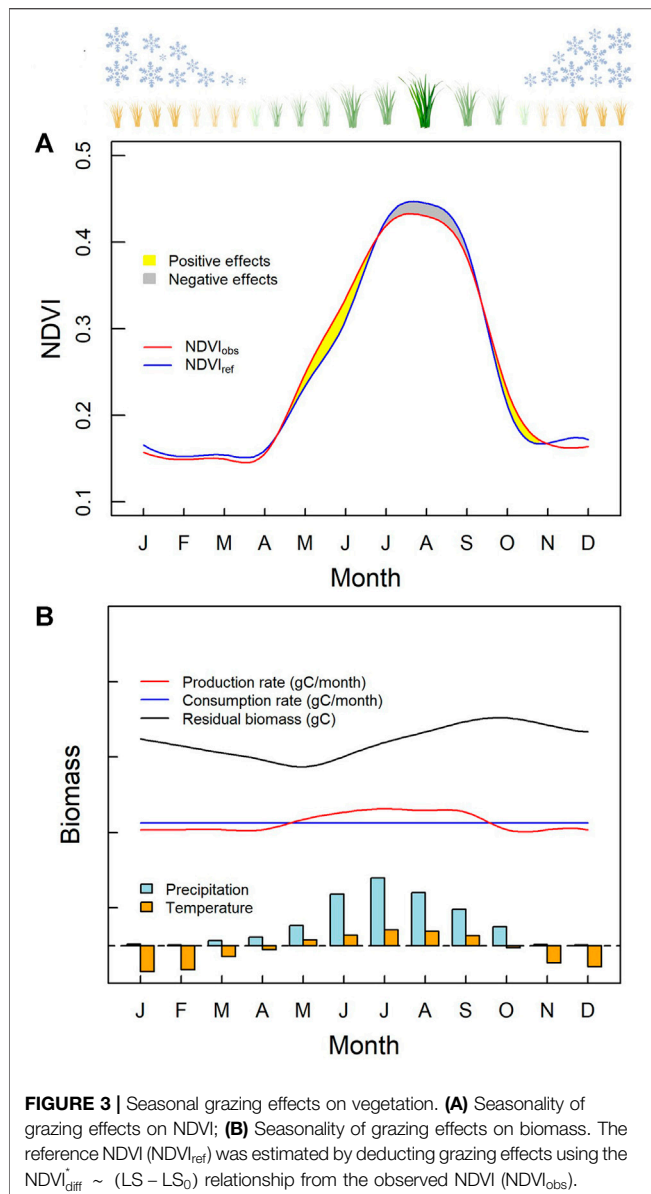 A
0.5
0.4
0.3
0.2
0.1
NDVI
Positive effects
Negative effects
NDVIobs
NDVIref
J F M A M J J A S O N D
Month
B
Production rate (gC/month)
Consumption rate (gC/month)
Residual biomass (gC)
Biomass
Precipitation
Temperature
J F M A M J J A S O N D
Month
FIGURE 3 | Seasonal grazing effects on vegetation. (A) Seasonality of
grazing effects on NDVI; (B) Seasonality of grazing effects on biomass. The
reference NDVI (NDVIref) was estimated by deducting grazing effects using the
NDVI*diff ~ (LS – LS0) relationship from the observed NDVI (NDVIobs).